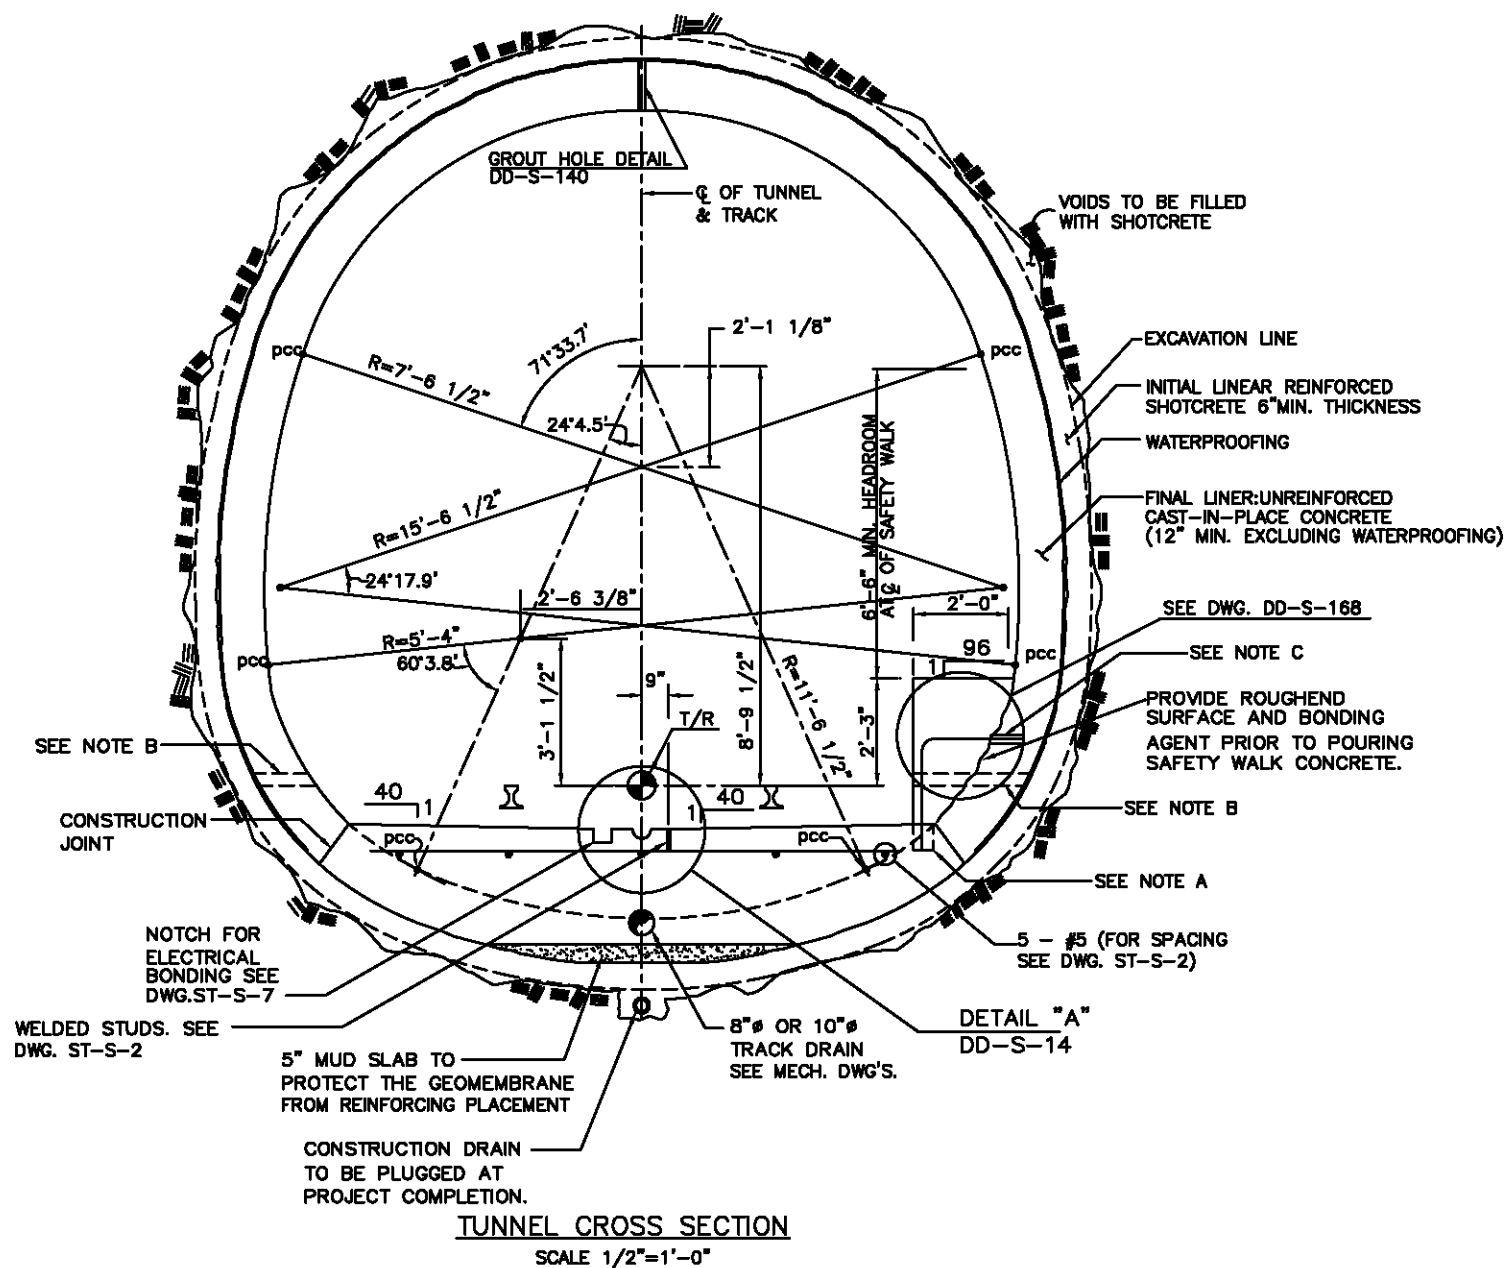 GROUT HOLE DETAIL
DD-S-140
℄ OF TUNNEL
& TRACK
VOIDS TO BE FILLED
WITH SHOTCRETE
2'-1 1/8"
71°33.7'
pcc
pcc
R=7'-6 1/2"
EXCAVATION LINE
INITIAL LINEAR REINFORCED
SHOTCRETE 6"MIN. THICKNESS
24°4.5'
WATERPROOFING
6'-6" MIN. HEADROOM
AT ℄ OF SAFETY WALK
R=15'-6 1/2"
FINAL LINER:UNREINFORCED
CAST-IN-PLACE CONCRETE
(12" MIN. EXCLUDING WATERPROOFING)
24°17.9'
2'-6 3/8"
2'-0"
SEE DWG. DD-S-168
R=5'-4"
60°3.8'
pcc
96
1
pcc
SEE NOTE C
9"
3'-1 1/2"
8'-9 1/2"
R=11'-6 1/2"
2'-3"
T/R
PROVIDE ROUGHEND
SURFACE AND BONDING
AGENT PRIOR TO POURING
SAFETY WALK CONCRETE.
SEE NOTE B
40
1
1
40
SEE NOTE B
CONSTRUCTION
JOINT
pcc
pcc
SEE NOTE A
NOTCH FOR
ELECTRICAL
BONDING SEE
DWG.ST-S-7
5 - #5 (FOR SPACING
SEE DWG. ST-S-2)
WELDED STUDS. SEE
DWG. ST-S-2
8"ø OR 10"ø
TRACK DRAIN
SEE MECH. DWG'S.
DETAIL "A"
DD-S-14
5" MUD SLAB TO
PROTECT THE GEOMEMBRANE
FROM REINFORCING PLACEMENT
CONSTRUCTION DRAIN
TO BE PLUGGED AT
PROJECT COMPLETION.
TUNNEL CROSS SECTION
SCALE 1/2"=1'-0"